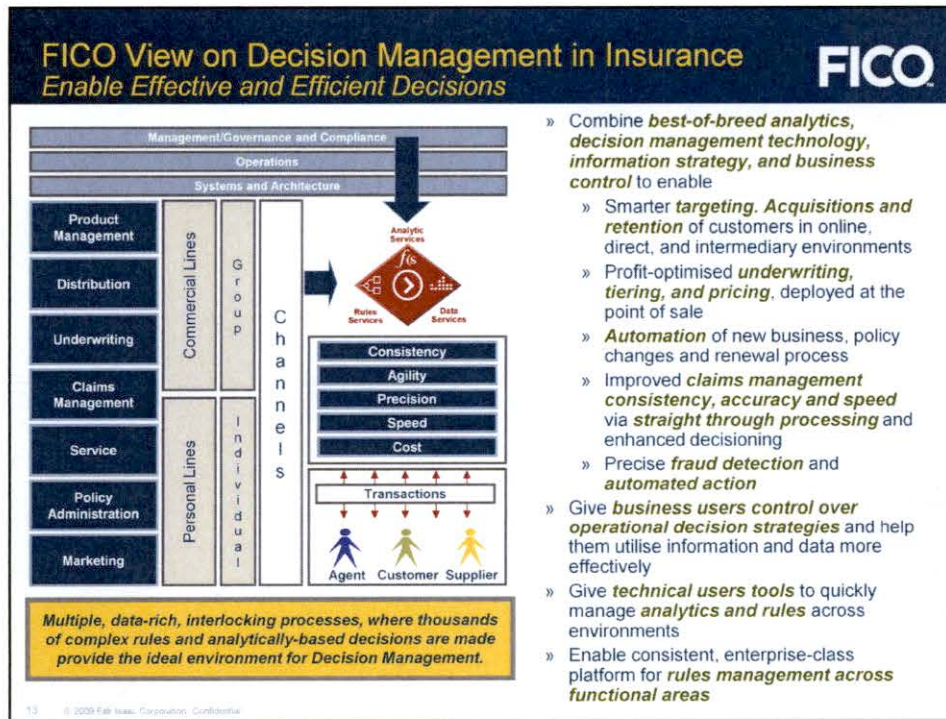 FICO View on Decision Management in Insurance
Enable Effective and Efficient Decisions
FICO
Management/Governance and Compliance
Operations
Systems and Architecture
Product
Management
Distribution
Underwriting
Claims
Management
Service
Policy
Administration
Marketing
Commercial Lines
Personal Lines
Group
Individual
Channels
Analytic
Services
f(s
Rules
Services
Data
Services
Consistency
Agility
Precision
Speed
Cost
Transactions
Agent Customer Supplier
Multiple, data-rich, interlocking processes, where thousands
of complex rules and analytically-based decisions are made
provide the ideal environment for Decision Management.
» Combine best-of-breed analytics,
decision management technology,
information strategy, and business
control to enable
» Smarter targeting. Acquisitions and
retention of customers in online,
direct, and intermediary environments
» Profit-optimised underwriting,
tiering, and pricing, deployed at the
point of sale
» Automation of new business, policy
changes and renewal process
» Improved claims management
consistency, accuracy and speed
via straight through processing and
enhanced decisioning
» Precise fraud detection and
automated action
» Give business users control over
operational decision strategies and help
them utilise information and data more
effectively
» Give technical users tools to quickly
manage analytics and rules across
environments
» Enable consistent, enterprise-class
platform for rules management across
functional areas
13 © 2009 Fair Isaac Corporation. Confidential